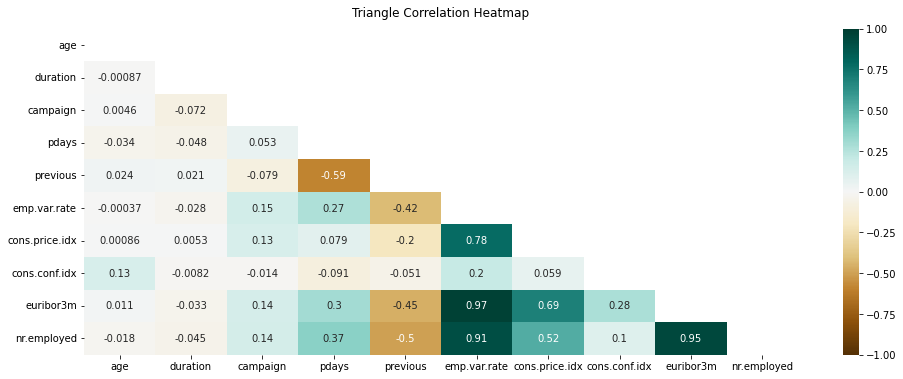 Triangle Correlation Heatmap
age
duration -0.00087
campaign 0.0046 -0.072
pdays -0.034 -0.048 0.053
previous 0.024 0.021 -0.079 -0.59
emp.var.rate -0.00037 -0.028 0.15 0.27 -0.42
cons.price.idx 0.00086 0.0053 0.13 0.079 -0.2 0.78
cons.conf.idx 0.13 -0.0082 -0.014 -0.091 -0.051 0.2 0.059
euribor3m 0.011 -0.033 0.14 0.3 -0.45 0.97 0.69 0.28
nr.employed -0.018 -0.045 0.14 0.37 -0.5 0.91 0.52 0.1 0.95
age duration campaign pdays previous emp.var.rate cons.price.idx cons.conf.idx euribor3m nr.employed
1.00
0.75
0.50
0.25
0.00
-0.25
-0.50
-0.75
-1.00